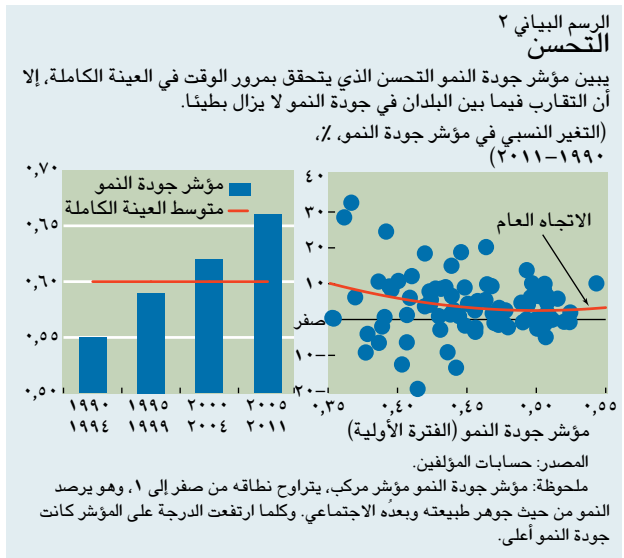 الرسم البياني ٢
التحسن
يبين مؤشر جودة النمو التحسن الذي يتحقق بمرور الوقت في العينة الكاملة، إلا
أن التقارب فيما بين البلدان في جودة النمو لا يزال بطيئا.
(التغير النسبي في مؤشر جودة النمو، ٪،
١٩٩٠–٢٠١١)
٤٠
٣٠
٢٠
١٠
صفر
١٠–
٢٠–
الاتجاه العام
٠,٣٥ ٠,٤٠ ٠,٤٥ ٠,٥٠ ٠,٥٥
مؤشر جودة النمو (الفترة الأولية)
٠,٧٠
٠,٦٥
٠,٦٠
٠,٥٥
٠,٥٠
مؤشر جودة النمو
متوسط العينة الكاملة
١٩٩٠ ١٩٩٥ ٢٠٠٠ ٢٠٠٥
١٩٩٤ ١٩٩٩ ٢٠٠٤ ٢٠١١
المصدر: حسابات المؤلفين.
ملحوظة: مؤشر جودة النمو مؤشر مركب، يتراوح نطاقه من صفر إلى ١، وهو يرصد
النمو من حيث جوهر طبيعته وبعدُه الاجتماعي. وكلما ارتفعت الدرجة على المؤشر كانت
جودة النمو أعلى.